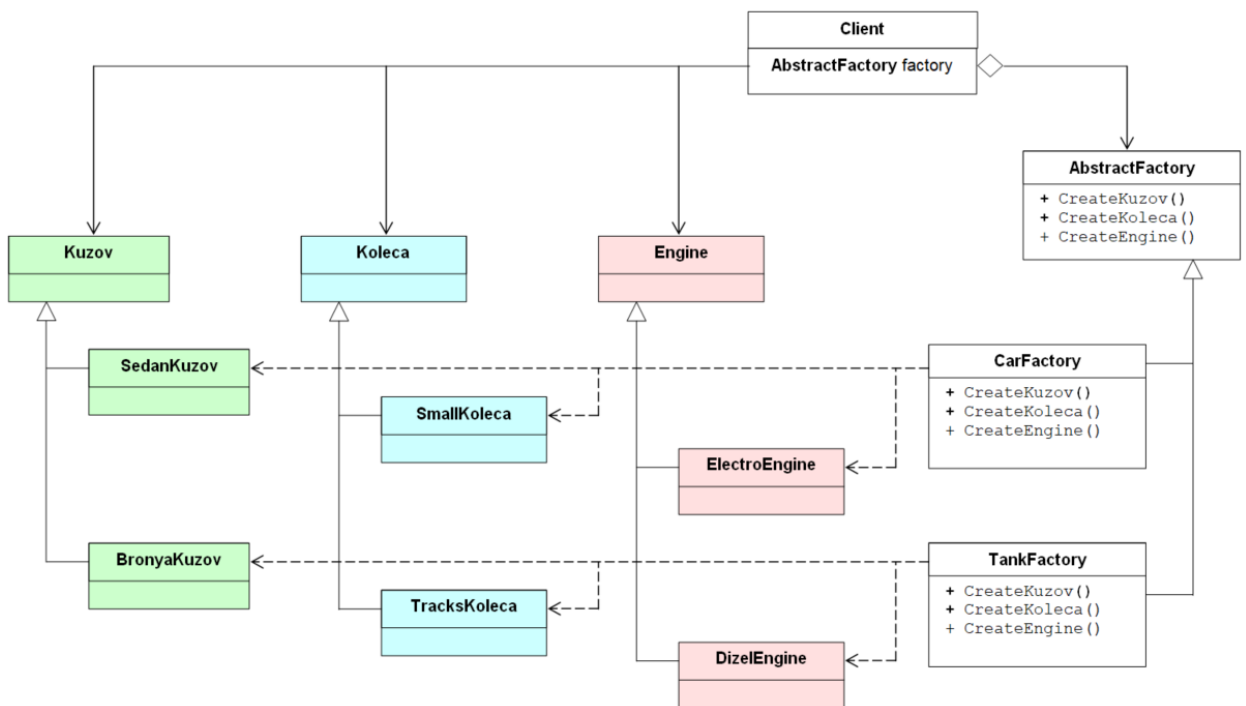 Client
AbstractFactory factory
AbstractFactory
+ CreateKuzov()
+ CreateKoleca()
+ CreateEngine()
Kuzov
Koleca
Engine
SedanKuzov
CarFactory
+ CreateKuzov()
+ CreateKoleca()
+ CreateEngine()
SmallKoleca
ElectroEngine
BronyaKuzov
TankFactory
+ CreateKuzov()
+ CreateKoleca()
+ CreateEngine()
TracksKoleca
DizelEngine